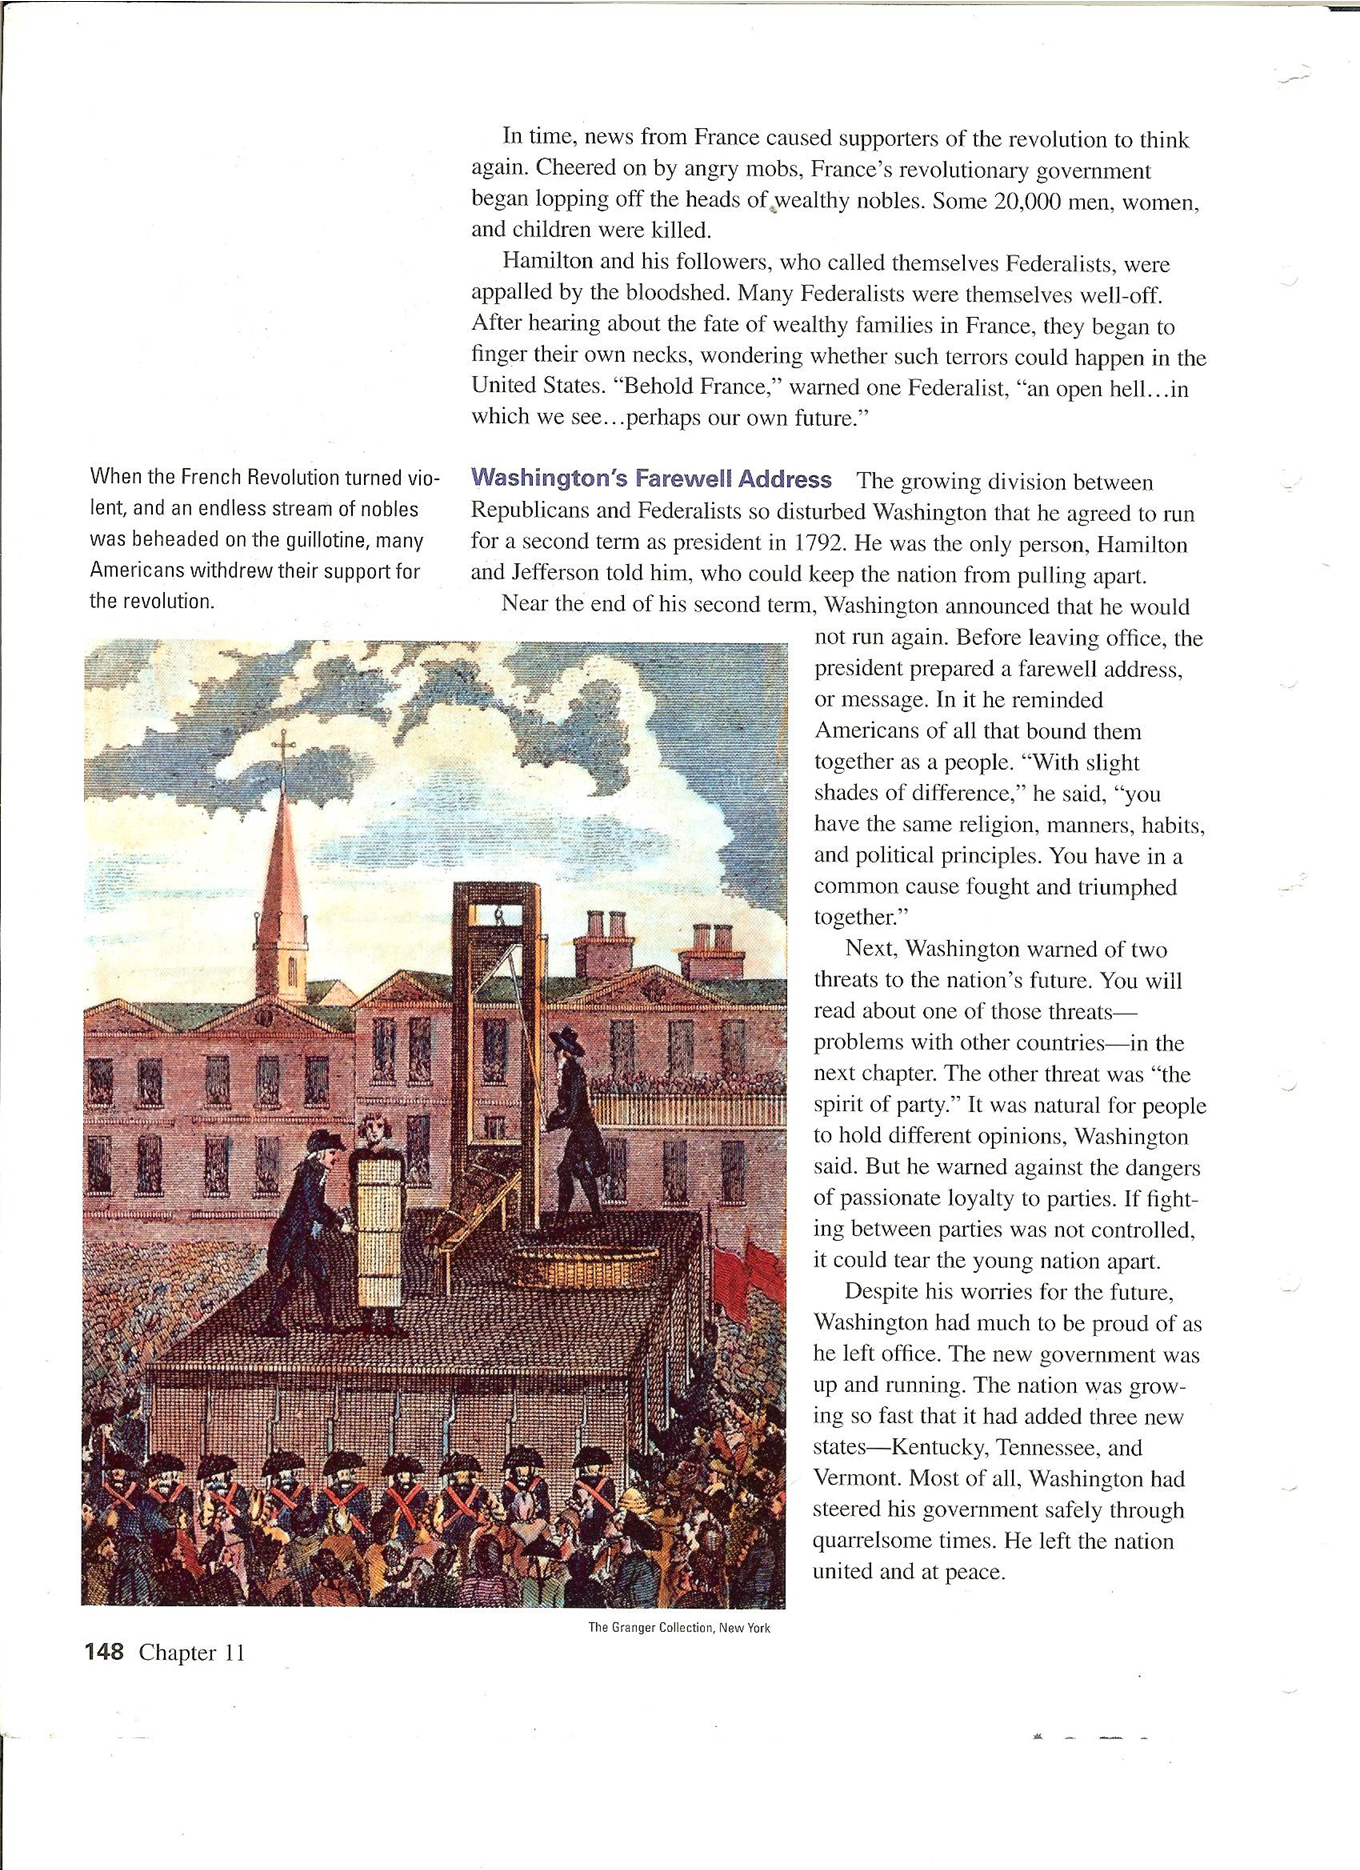 In time, news from France caused supporters of the revolution to think
again. Cheered on by angry mobs, France’s revolutionary government
began lopping off the heads of wealthy nobles. Some 20,000 men, women,
and children were killed.
Hamilton and his followers, who called themselves Federalists, were
appalled by the bloodshed. Many Federalists were themselves well-off.
After hearing about the fate of wealthy families in France, they began to
finger their own necks, wondering whether such terrors could happen in the
United States. “Behold France,” warned one Federalist, “an open hell…in
which we see…perhaps our own future.”
When the French Revolution turned vio-
lent, and an endless stream of nobles
was beheaded on the guillotine, many
Americans withdrew their support for
the revolution.
Washington’s Farewell Address The growing division between
Republicans and Federalists so disturbed Washington that he agreed to run
for a second term as president in 1792. He was the only person, Hamilton
and Jefferson told him, who could keep the nation from pulling apart.
Near the end of his second term, Washington announced that he would
not run again. Before leaving office, the
president prepared a farewell address,
or message. In it he reminded
Americans of all that bound them
together as a people. “With slight
shades of difference,” he said, “you
have the same religion, manners, habits,
and political principles. You have in a
common cause fought and triumphed
together.”
Next, Washington warned of two
threats to the nation’s future. You will
read about one of those threats—
problems with other countries—in the
next chapter. The other threat was “the
spirit of party.” It was natural for people
to hold different opinions, Washington
said. But he warned against the dangers
of passionate loyalty to parties. If fight-
ing between parties was not controlled,
it could tear the young nation apart.
Despite his worries for the future,
Washington had much to be proud of as
he left office. The new government was
up and running. The nation was grow-
ing so fast that it had added three new
states—Kentucky, Tennessee, and
Vermont. Most of all, Washington had
steered his government safely through
quarrelsome times. He left the nation
united and at peace.
The Granger Collection, New York
148 Chapter 11